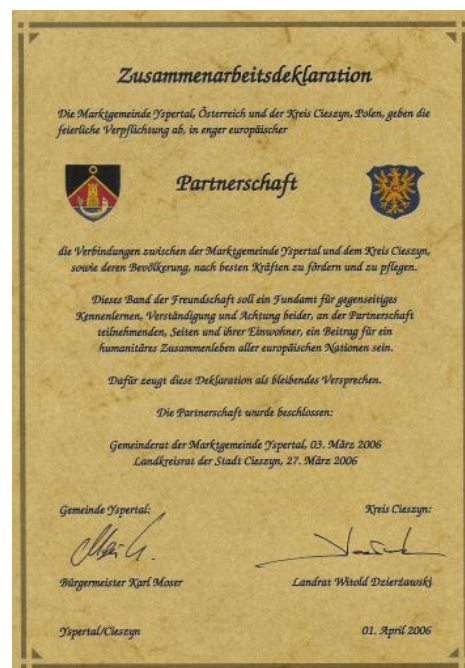 Zusammenarbeitsdeklaration
Die Marktgemeinde Yspertal, Österreich und der Kreis Cieszyn, Polen, geben die
feierliche Verpflichtung ab, in enger europäischer
Partnerschaft
die Verbindungen zwischen der Marktgemeinde Yspertal und dem Kreis Cieszyn,
sowie deren Bevölkerung, nach besten Kräften zu fördern und zu pflegen.
Dieses Band der Freundschaft soll ein Fundamt für gegenseitiges
Kennenlernen, Verständigung und Achtung beider, an der Partnerschaft
teilnehmenden, Seiten und ihrer Einwohner, ein Beitrag für ein
humanitäres Zusammenleben aller europäischen Nationen sein.
Dafür zeugt diese Deklaration als bleibendes Versprechen.
Die Partnerschaft wurde beschlossen:
Gemeinderat der Marktgemeinde Yspertal, 03. März 2006
Landkreisrat der Stadt Cieszyn, 27. März 2006
Gemeinde Yspertal: Kreis Cieszyn:
Bürgermeister Karl Moser Landrat Witold Dzierżawski
Yspertal/Cieszyn 01. April 2006